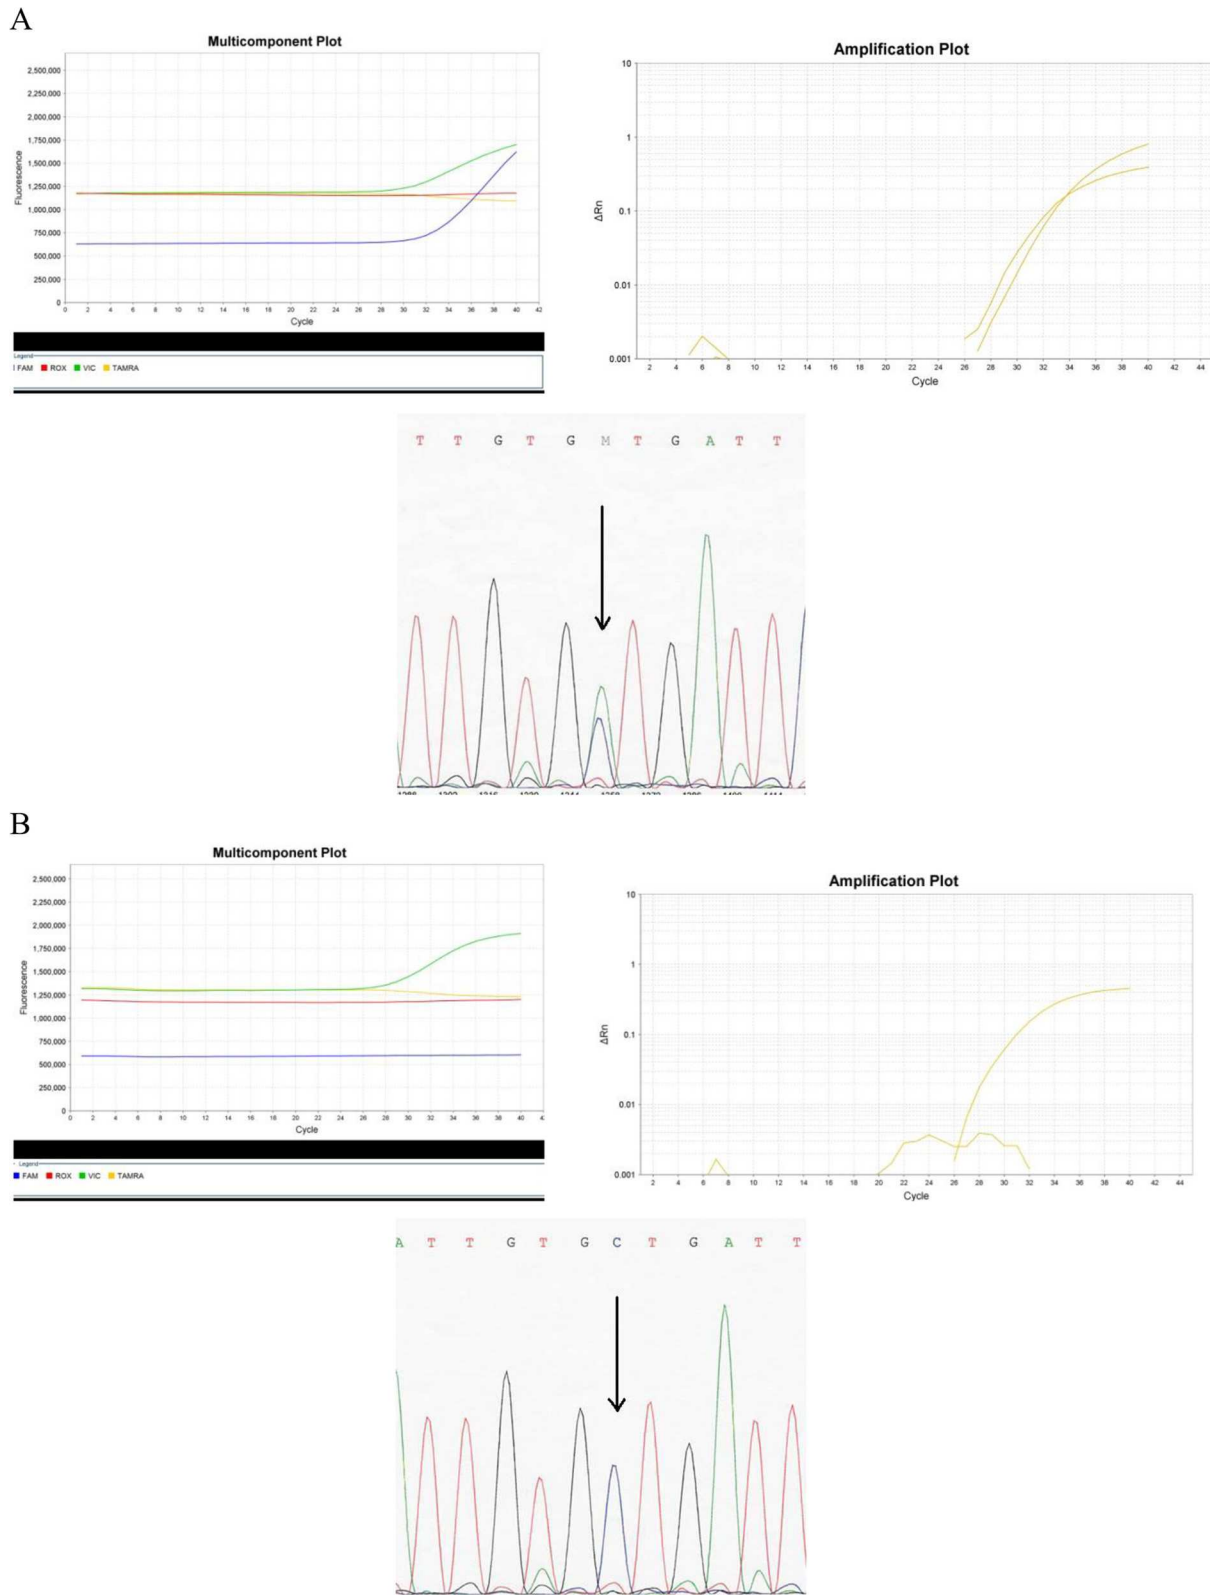 A
Multicomponent Plot
2,500,000
2,250,000
2,000,000
1,750,000
1,500,000
1,250,000
1,000,000
750,000
500,000
250,000
0
Fluorescence
0 2 4 6 8 10 12 14 16 18 20 22 24 26 28 30 32 34 36 38 40 42
Cycle
Legend
FAM ROX VIC TAMRA
Amplification Plot
10
1
0.1
0.01
0.001
ΔRn
2 4 6 8 10 12 14 16 18 20 22 24 26 28 30 32 34 36 38 40 42 44
Cycle
T T G T G M T G A T T
B
Multicomponent Plot
2,500,000
2,250,000
2,000,000
1,750,000
1,500,000
1,250,000
1,000,000
750,000
500,000
250,000
0
Fluorescence
0 2 4 6 8 10 12 14 16 18 20 22 24 26 28 30 32 34 36 38 40
Cycle
Legend
FAM ROX VIC TAMRA
Amplification Plot
10
1
0.1
0.01
0.001
ΔRn
2 4 6 8 10 12 14 16 18 20 22 24 26 28 30 32 34 36 38 40 42 44
Cycle
A T T G T G C T G A T T